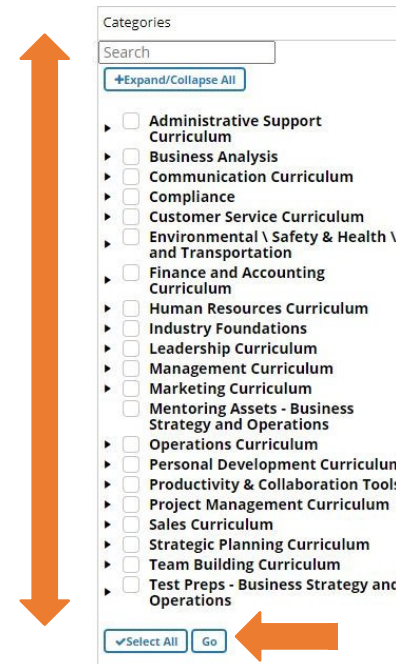 Categories
Search
+Expand/Collapse All
Administrative Support
Curriculum
Business Analysis
Communication Curriculum
Compliance
Customer Service Curriculum
Environmental \ Safety & Health \
and Transportation
Finance and Accounting
Curriculum
Human Resources Curriculum
Industry Foundations
Leadership Curriculum
Management Curriculum
Marketing Curriculum
Mentoring Assets - Business
Strategy and Operations
Operations Curriculum
Personal Development Curriculum
Productivity & Collaboration Tools
Project Management Curriculum
Sales Curriculum
Strategic Planning Curriculum
Team Building Curriculum
Test Preps - Business Strategy and
Operations
✔Select All Go